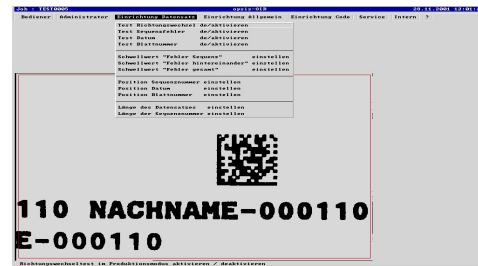 Job : TEST0005 opsis-OIR 28.11.2001 13:01:
Bediener Administrator Einrichtung Datensatz Einrichtung Allgemein Einrichtung Code Service Intern ?
Test Richtungswechsel de/aktivieren
Test Sequenzfehler de/aktivieren
Test Datum de/aktivieren
Test Blattnummer de/aktivieren
Schwellwert "Fehler Sequenz" einstellen
Schwellwert "Fehler hintereinander" einstellen
Schwellwert "Fehler gesamt" einstellen
Position Sequenznummer einstellen
Position Datum einstellen
Position Blattnummer einstellen
Länge des Datensatzes einstellen
Länge der Sequenznummer einstellen
110 NACHNAME-000110
E-000110
Richtungswechseltest im Produktionsmodus aktivieren / deaktivieren